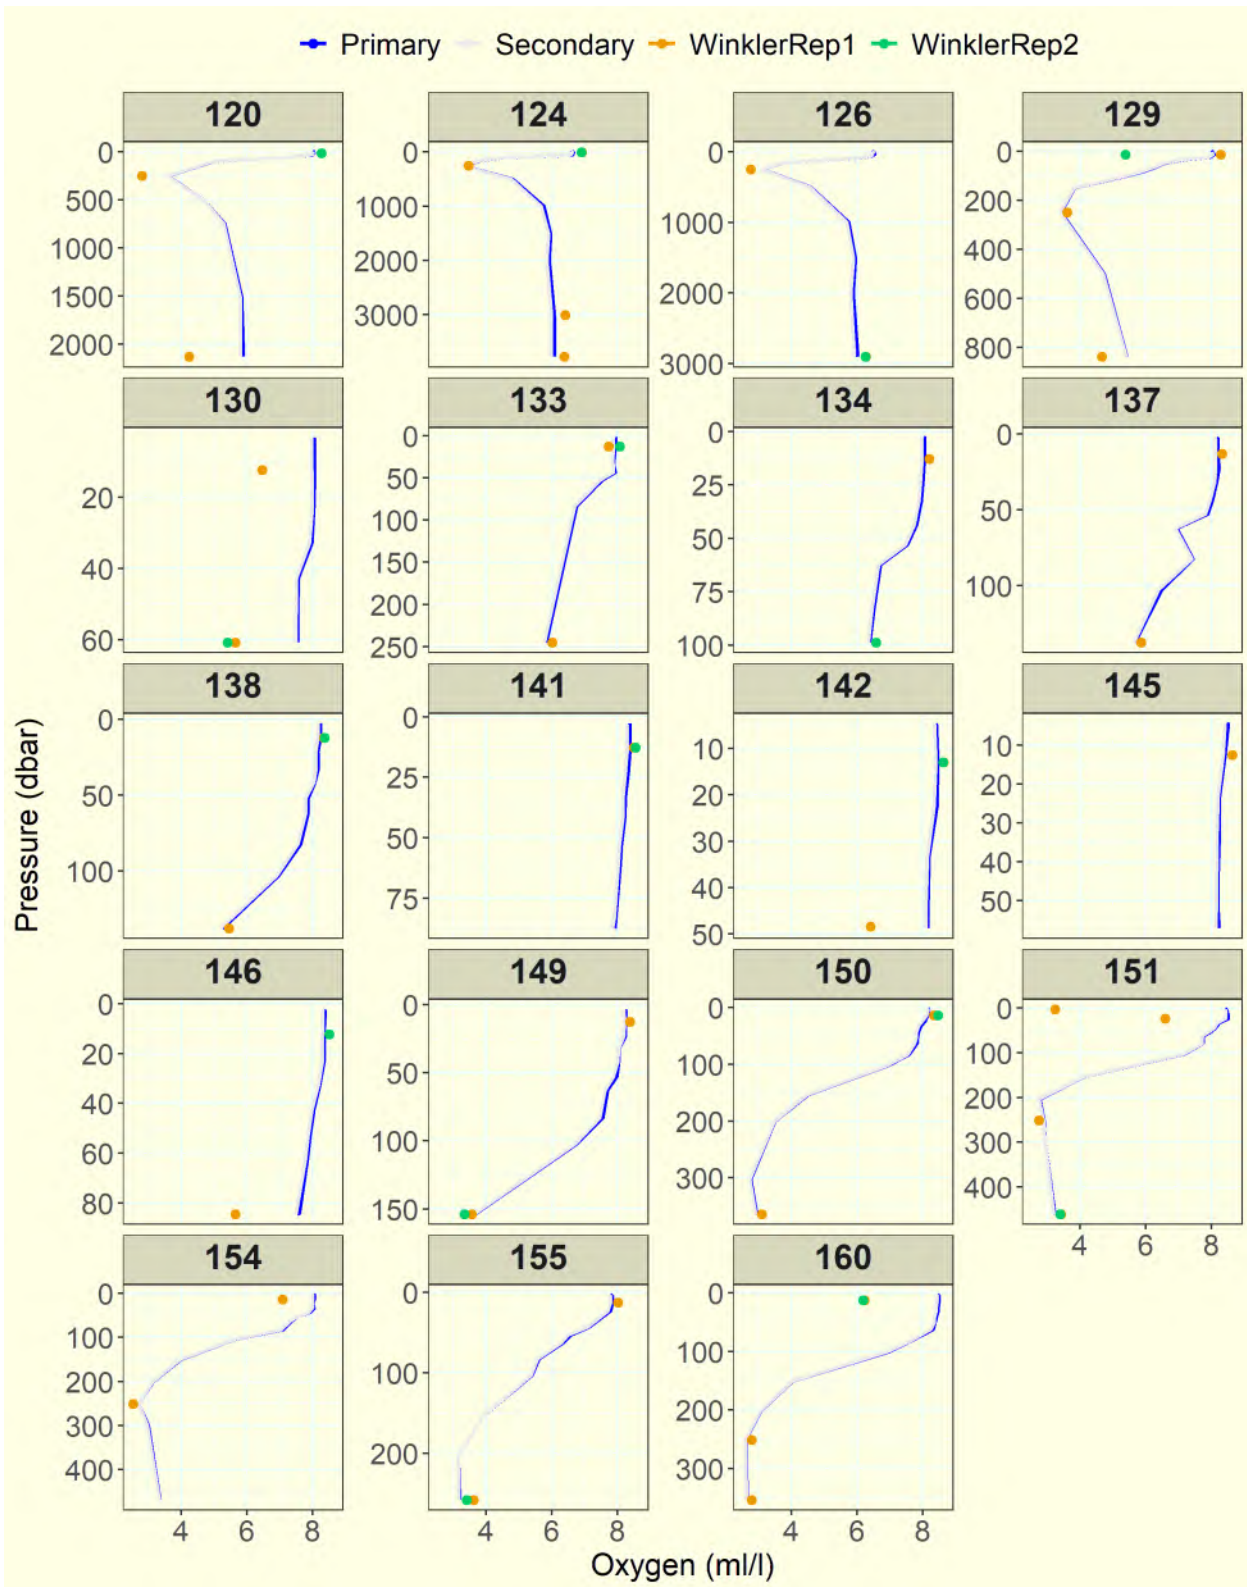 Primary Secondary WinklerRep1 WinklerRep2
120 124 126 129
0 500 1000 1500 2000
0 1000 2000 3000
0 1000 2000 3000
0 200 400 600 800
130 133 134 137
20 40 60
0 50 100 150 200 250
0 25 50 75 100
0 50 100
138 141 142 145
0 50 100
0 25 50 75
10 20 30 40 50
10 20 30 40 50
146 149 150 151
0 20 40 60 80
0 50 100 150
0 100 200 300
0 100 200 300 400
4 6 8
154 155 160
0 100 200 300 400
0 100 200
0 100 200 300
4 6 8 4 6 8 4 6 8
Pressure (dbar)
Oxygen (ml/l)